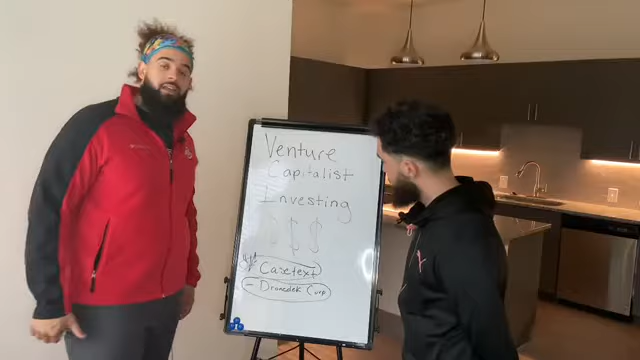 Venture
Capitalist
Investing
$ $ $
Casetext
- Dronedek Corp